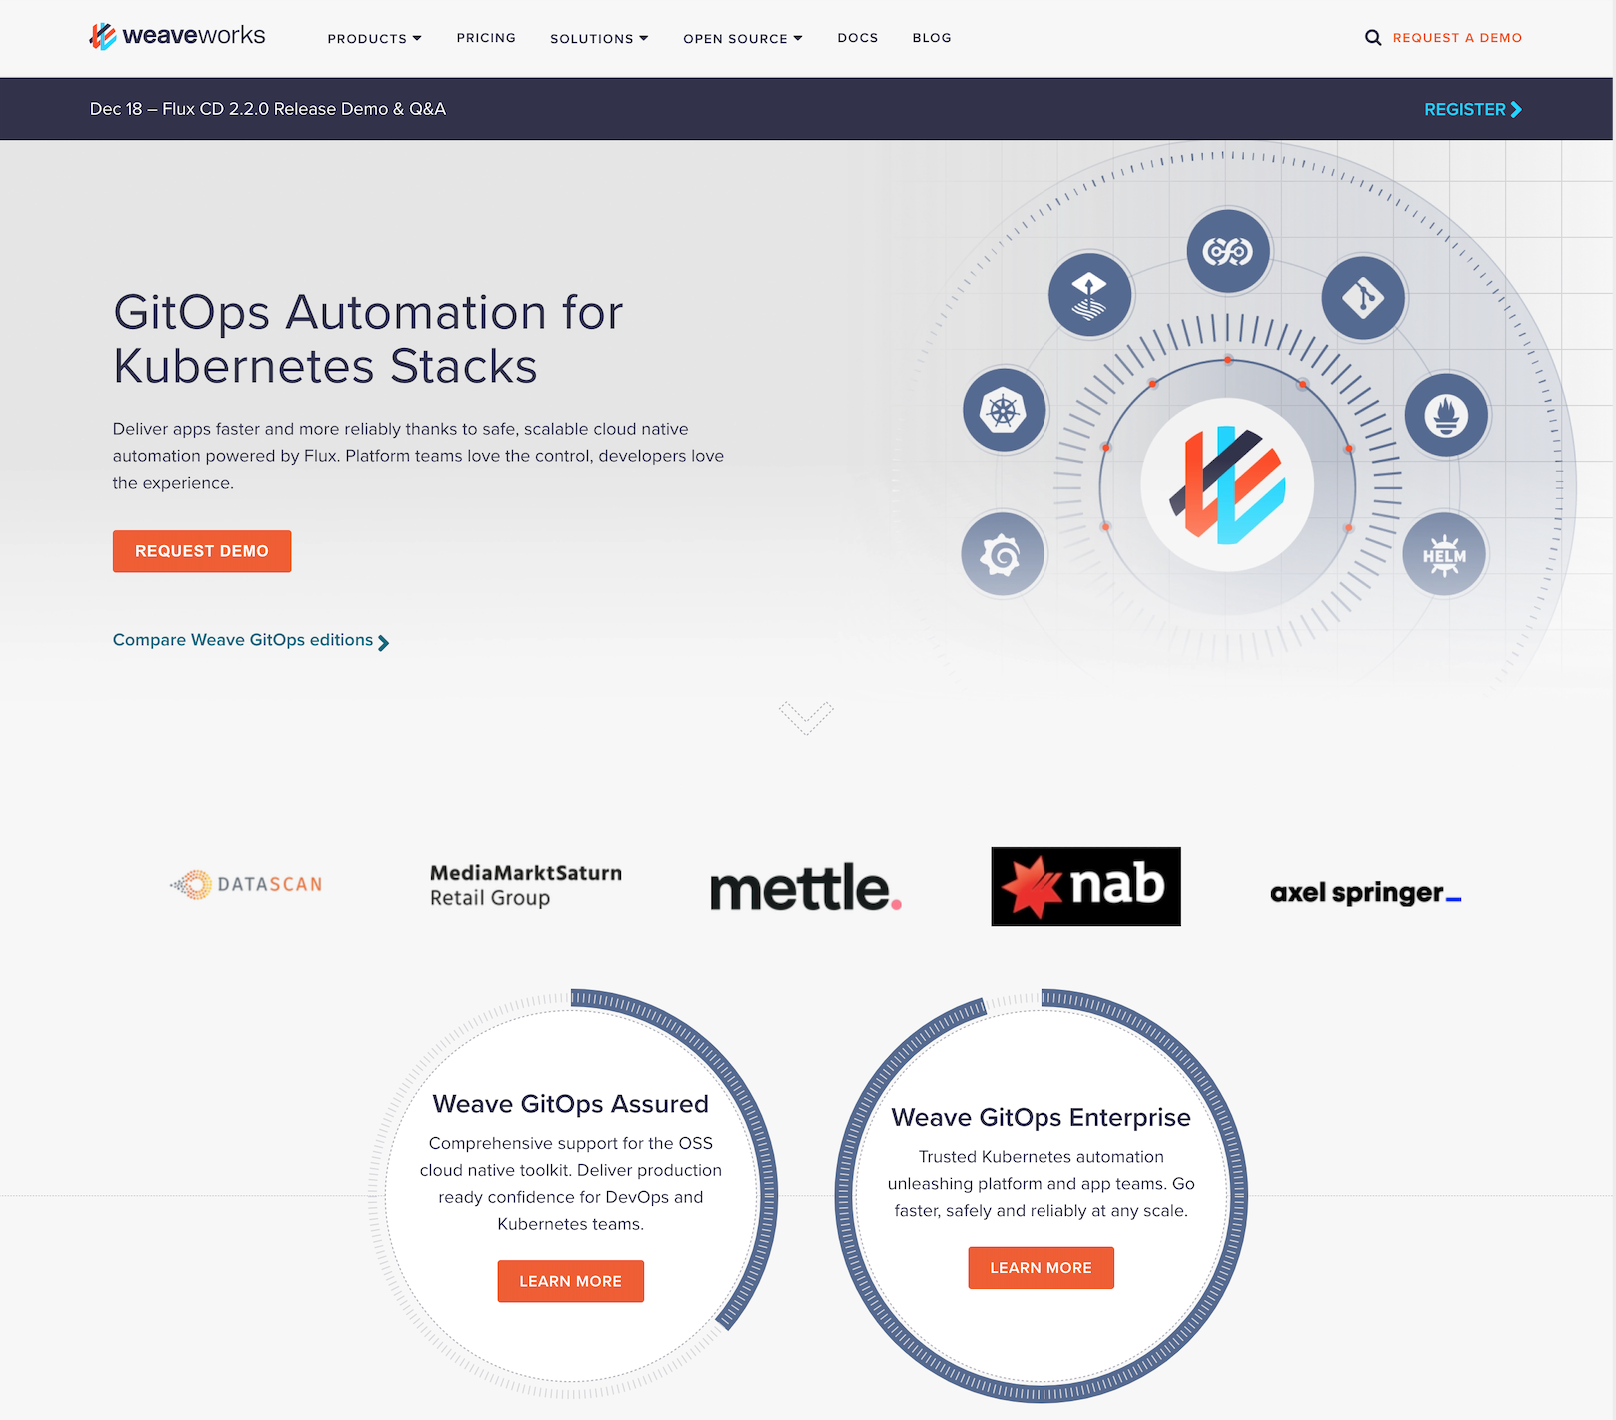 weaveworks
PRODUCTS
PRICING
SOLUTIONS
OPEN SOURCE
DOCS
BLOG
REQUEST A DEMO
Dec 18 – Flux CD 2.2.0 Release Demo & Q&A
REGISTER
GitOps Automation for
Kubernetes Stacks
Deliver apps faster and more reliably thanks to safe, scalable cloud native
automation powered by Flux. Platform teams love the control, developers love
the experience.
REQUEST DEMO
Compare Weave GitOps editions
HELM
DATASCAN
MediaMarktSaturn
Retail Group
mettle.
nab
axel springer_
Weave GitOps Assured
Comprehensive support for the OSS
cloud native toolkit. Deliver production
ready confidence for DevOps and
Kubernetes teams.
LEARN MORE
Weave GitOps Enterprise
Trusted Kubernetes automation
unleashing platform and app teams. Go
faster, safely and reliably at any scale.
LEARN MORE